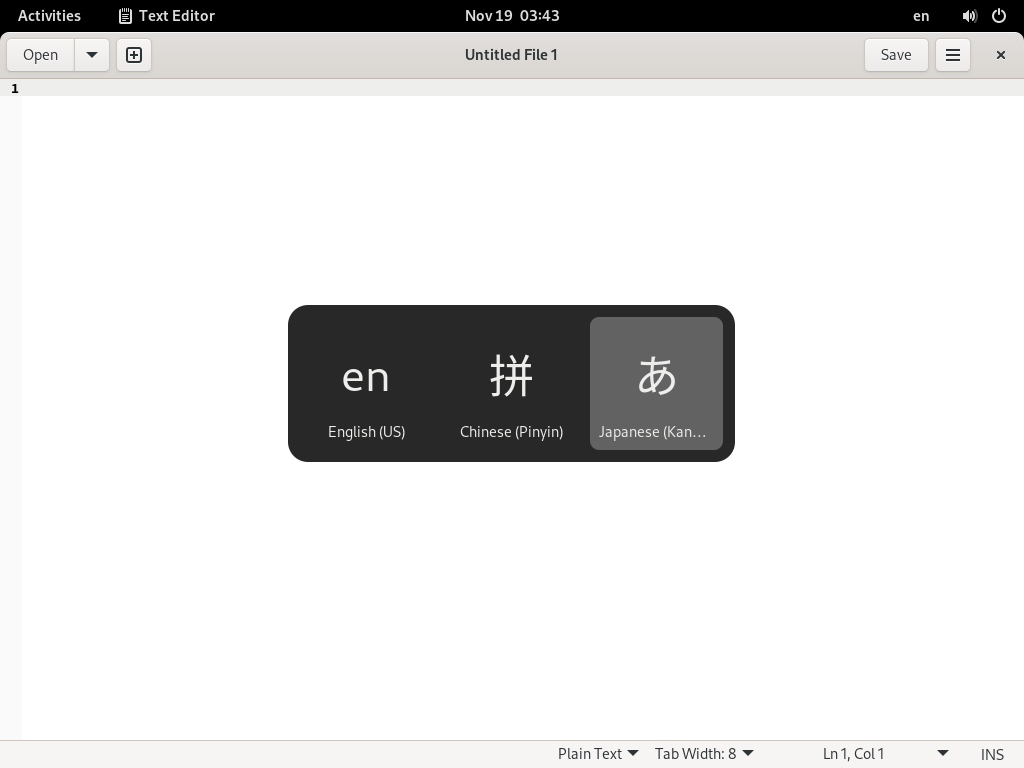 Activities Text Editor Nov 19 03:43 en
Open Untitled File 1 Save
1
en 拼 あ
English (US) Chinese (Pinyin) Japanese (Kan...
Plain Text Tab Width: 8 Ln 1, Col 1 INS